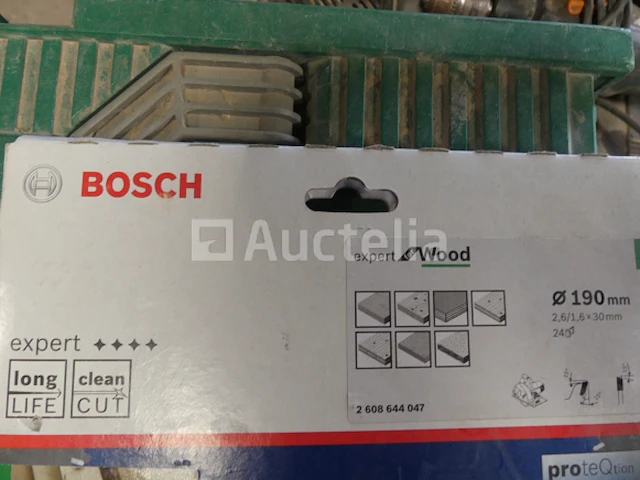 BOSCH
Auctelia
expert for Wood
Ø 190 mm
2,6/1,6 × 30 mm
24
expert
long LIFE
clean CUT
2 608 644 047
proteQtion